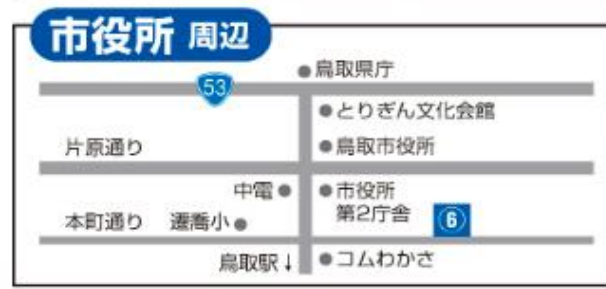 市役所 周辺
●鳥取県庁
53
●とりぎん文化会館
片原通り
●鳥取市役所
中電●
●市役所
第2庁舎
6
本町通り 遷喬小●
鳥取駅↓
●コムわかさ